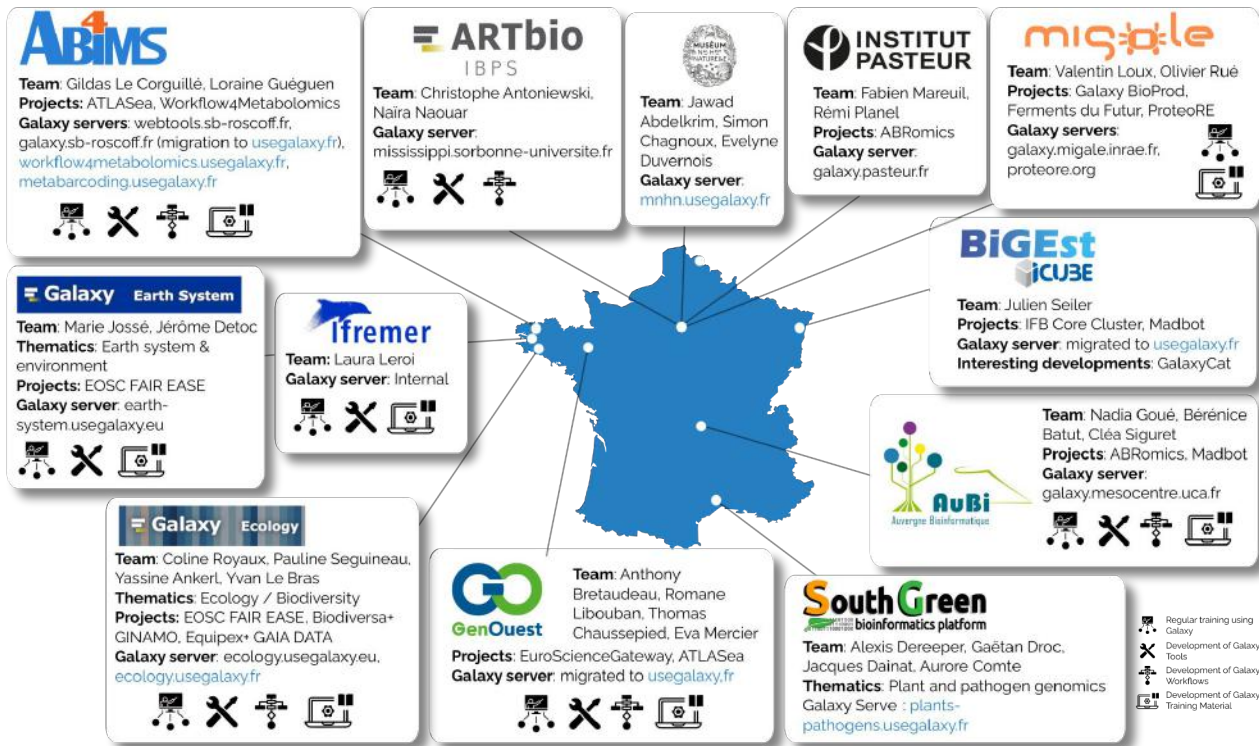 ABiMS
4
Team: Gildas Le Corguillé, Loraine Guéguen
Projects: ATLASea, Workflow4Metabolomics
Galaxy servers: webtools.sb-roscoff.fr,
galaxy.sb-roscoff.fr (migration to usegalaxy.fr),
workflow4metabolomics.usegalaxy.fr,
metabarcoding.usegalaxy.fr
ARTbio
IBPS
Team: Christophe Antoniewski,
Naïra Naouar
Galaxy server:
mississippi.sorbonne-universite.fr
MUSÉUM
NATURELLE
Team: Jawad
Abdelkrim, Simon
Chagnoux, Evelyne
Duvernois
Galaxy server:
mnhn.usegalaxy.fr
INSTITUT
PASTEUR
Team: Fabien Mareuil,
Rémi Planel
Projects: ABRomics
Galaxy server:
galaxy.pasteur.fr
migale
Team: Valentin Loux, Olivier Rué
Projects: Galaxy BioProd,
Ferments du Futur, ProteoRE
Galaxy servers:
galaxy.migale.inrae.fr,
proteore.org
BiGEst
iCUBE
Team: Julien Seiler
Projects: IFB Core Cluster, Madbot
Galaxy server: migrated to usegalaxy.fr
Interesting developments: GalaxyCat
Galaxy Earth System
Team: Marie Jossé, Jérôme Detoc
Thematics: Earth system &
environment
Projects: EOSC FAIR EASE
Galaxy server: earth-
system.usegalaxy.eu
Ifremer
Team: Laura Leroi
Galaxy server: Internal
AuBi
Auvergne Bioinformatique
Team: Nadia Goué, Bérénice
Batut, Cléa Siguret
Projects: ABRomics, Madbot
Galaxy server:
galaxy.mesocentre.uca.fr
Galaxy Ecology
Team: Coline Royaux, Pauline Seguineau,
Yassine Ankerl, Yvan Le Bras
Thematics: Ecology / Biodiversity
Projects: EOSC FAIR EASE, Biodiversa+
GINAMO, Equipex+ GAIA DATA
Galaxy server: ecology.usegalaxy.eu,
ecology.usegalaxy.fr
GO
GenOuest
Team: Anthony
Bretaudeau, Romane
Libouban, Thomas
Chaussepied, Eva Mercier
Projects: EuroScienceGateway, ATLASea
Galaxy server: migrated to usegalaxy.fr
South Green
bioinformatics platform
Team: Alexis Dereeper, Gaëtan Droc,
Jacques Dainat, Aurore Comte
Thematics: Plant and pathogen genomics
Galaxy Serve : plants-
pathogens.usegalaxy.fr
Regular training using
Galaxy
Development of Galaxy
Tools
Development of Galaxy
Workflows
Development of Galaxy
Training Material